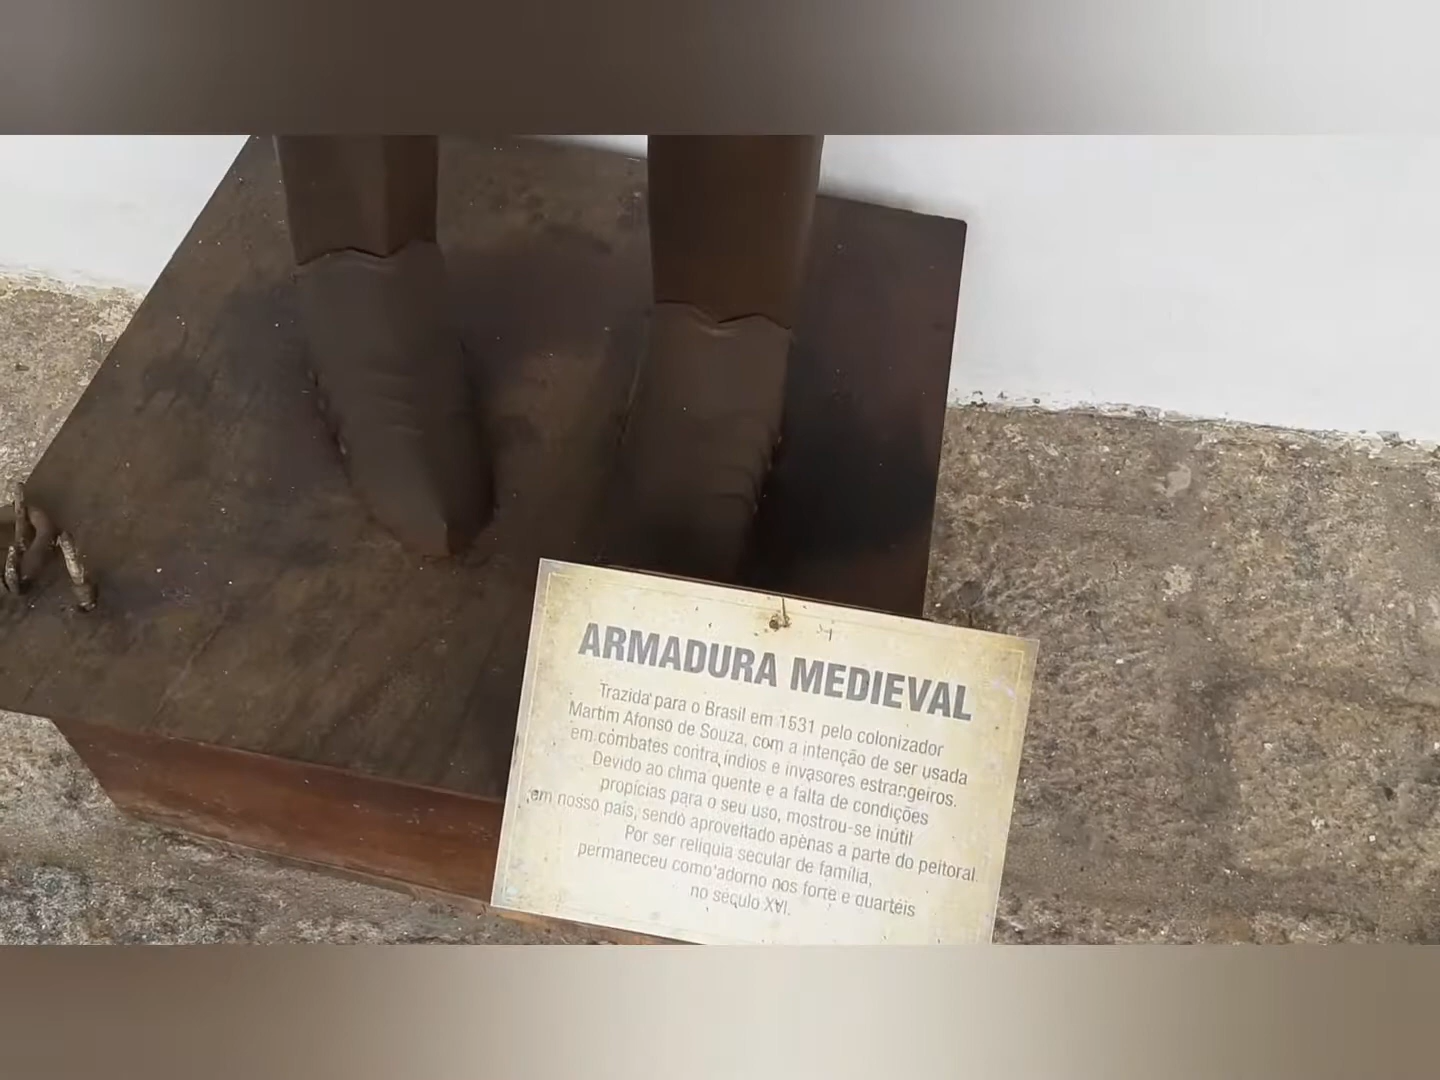 ARMADURA MEDIEVAL
Trazida para o Brasil em 1531 pelo colonizador
Martim Afonso de Souza, com a intenção de ser usada
em combates contra índios e invasores estrangeiros.
Devido ao clima quente e a falta de condições
propícias para o seu uso, mostrou-se inútil
em nosso país, sendo aproveitado apenas a parte do peitoral.
Por ser relíquia secular de família,
permaneceu como adorno nos forte e quartéis
no século XVI.